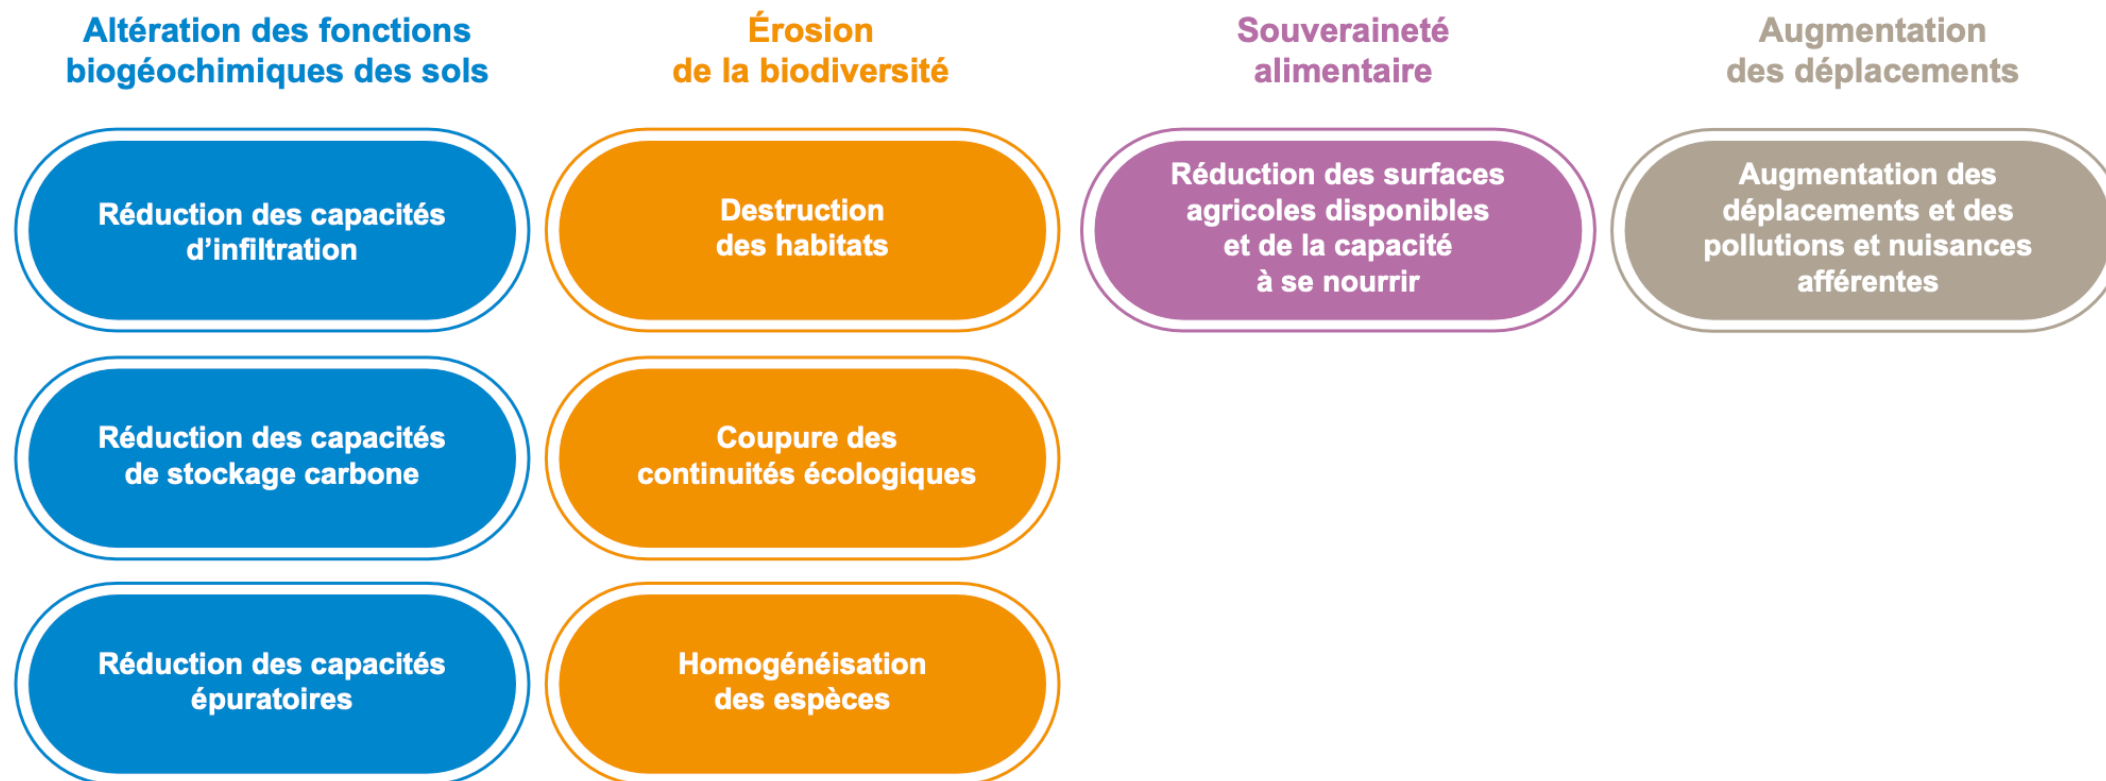 Altération des fonctions
biogéochimiques des sols
Érosion
de la biodiversité
Souveraineté
alimentaire
Augmentation
des déplacements
Réduction des capacités
d’infiltration
Destruction
des habitats
Réduction des surfaces
agricoles disponibles
et de la capacité
à se nourrir
Augmentation des
déplacements et des
pollutions et nuisances
afférentes
Réduction des capacités
de stockage carbone
Coupure des
continuités écologiques
Réduction des capacités
épuratoires
Homogénéisation
des espèces